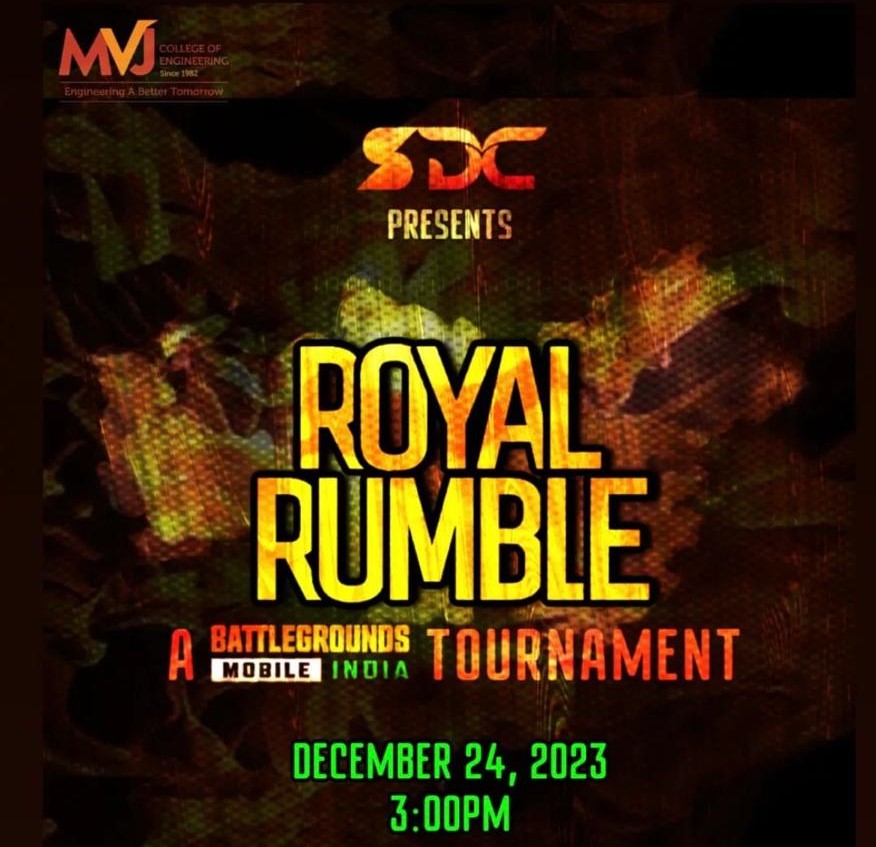 MVJ
COLLEGE OF
ENGINEERING
Since 1982
Engineering A Better Tomorrow
SDC
PRESENTS
ROYAL
RUMBLE
A BATTLEGROUNDS MOBILE INDIA TOURNAMENT
DECEMBER 24, 2023
3:00PM